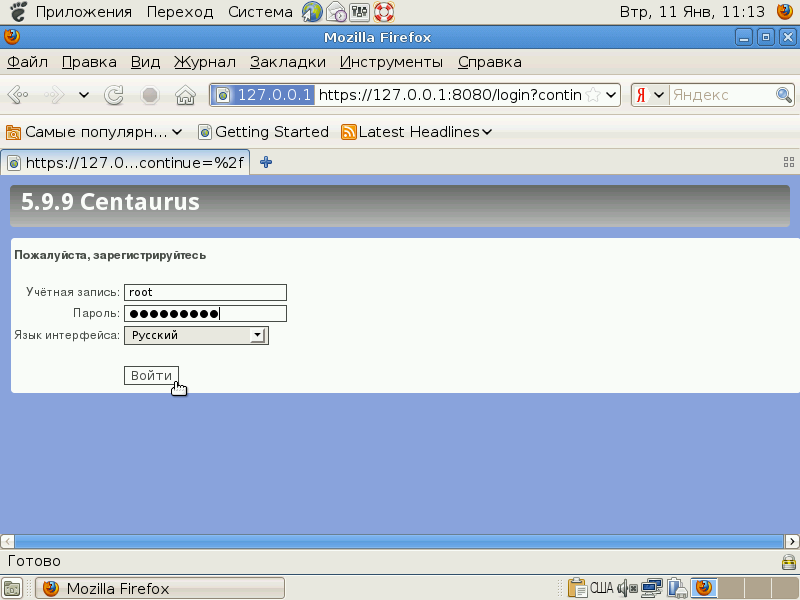 Приложения Переход Система Втр, 11 Янв, 11:13
Mozilla Firefox
Файл Правка Вид Журнал Закладки Инструменты Справка
127.0.0.1 https://127.0.0.1:8080/login?contin Я Яндекс
Самые популярн... Getting Started Latest Headlines
https://127.0...continue=%2f
5.9.9 Centaurus
Пожалуйста, зарегистрируйтесь
Учётная запись: root
Пароль:
Язык интерфейса: Русский
Войти
Готово
Mozilla Firefox США